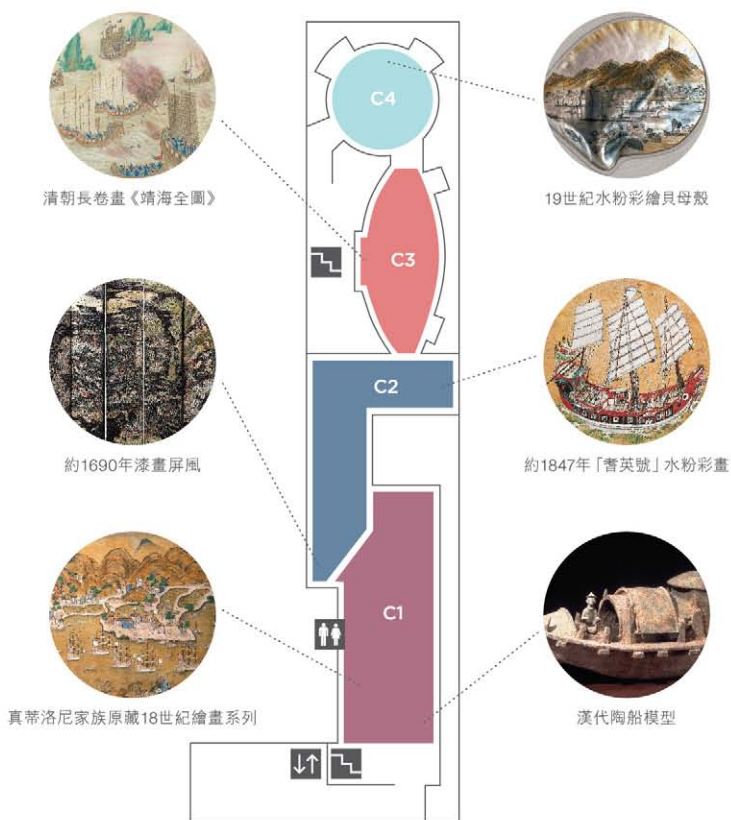 C4
清朝長卷畫《靖海全圖》
19世紀水粉彩繪貝母殼
C3
C2
約1690年漆畫屏風
約1847年「耆英號」水粉彩畫
C1
真蒂洛尼家族原藏18世紀繪畫系列
漢代陶船模型